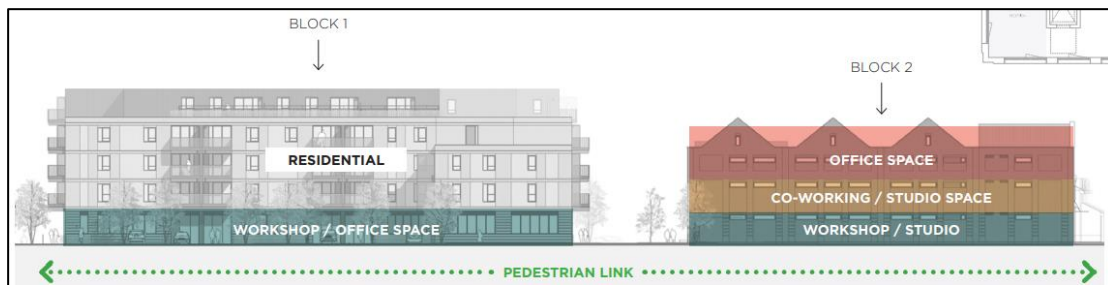 BLOCK 1
BLOCK 2
RESIDENTIAL
OFFICE SPACE
CO-WORKING / STUDIO SPACE
WORKSHOP / OFFICE SPACE
WORKSHOP / STUDIO
PEDESTRIAN LINK